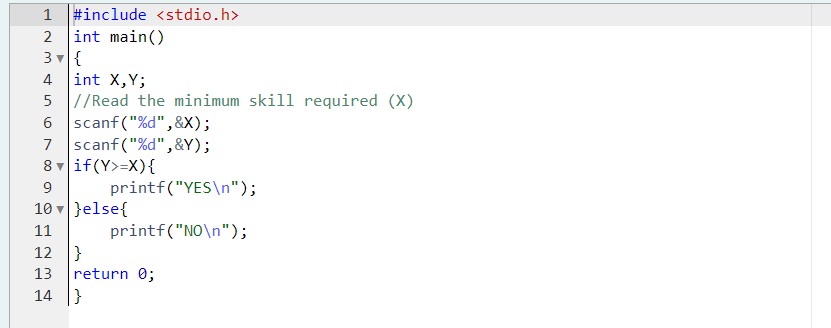 1 #include <stdio.h>
2 int main()
3 {
4 int X,Y;
5 //Read the minimum skill required (X)
6 scanf("%d",&X);
7 scanf("%d",&Y);
8 if(Y>=X){
9     printf("YES\n");
10 }else{
11     printf("NO\n");
12 }
13 return 0;
14 }